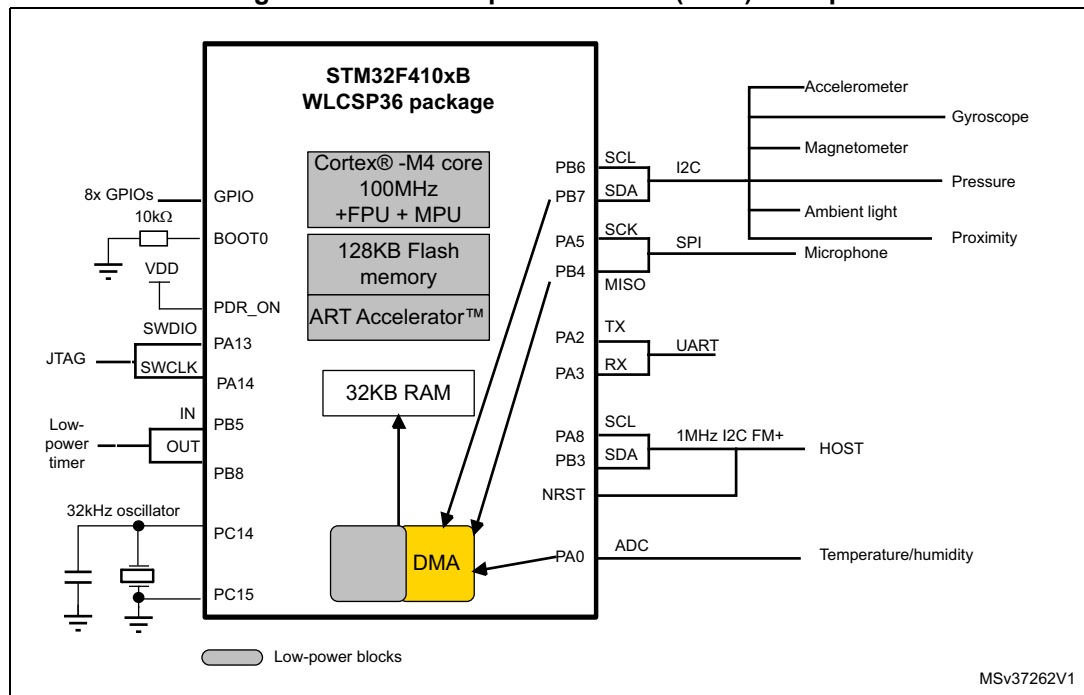 STM32F410xB
WLCSP36 package
Cortex® -M4 core
100MHz
+FPU + MPU
128KB Flash
memory
ART Accelerator™
32KB RAM
DMA
8x GPIOs
GPIO
10kΩ
BOOT0
VDD
PDR_ON
SWDIO
PA13
JTAG
SWCLK
PA14
IN
PB5
Low-
power
timer
OUT
PB8
32kHz oscillator
PC14
PC15
PB6
SCL
I2C
PB7
SDA
Accelerometer
Gyroscope
Magnetometer
Pressure
Ambient light
Proximity
PA5
SCK
SPI
Microphone
PB4
MISO
PA2
TX
UART
PA3
RX
PA8
SCL
1MHz I2C FM+
HOST
PB3
SDA
NRST
PA0
ADC
Temperature/humidity
Low-power blocks
MSv37262V1